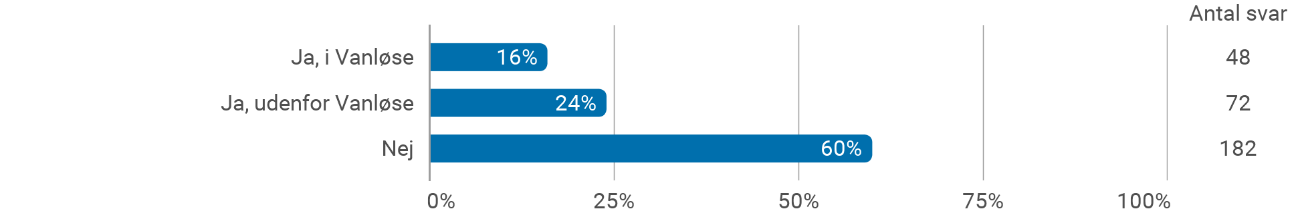 Antal svar
Ja, i Vanløse 16% 48
Ja, udenfor Vanløse 24% 72
Nej 60% 182
0% 25% 50% 75% 100%